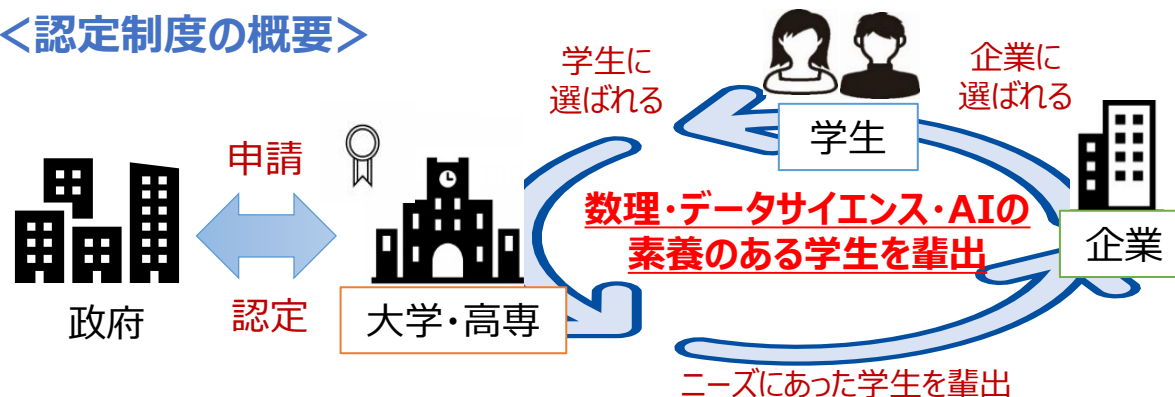 ＜認定制度の概要＞
学生に
選ばれる
企業に
選ばれる
学生
申請
数理・データサイエンス・AIの
素養のある学生を輩出
企業
政府
認定
大学・高専
ニーズにあった学生を輩出